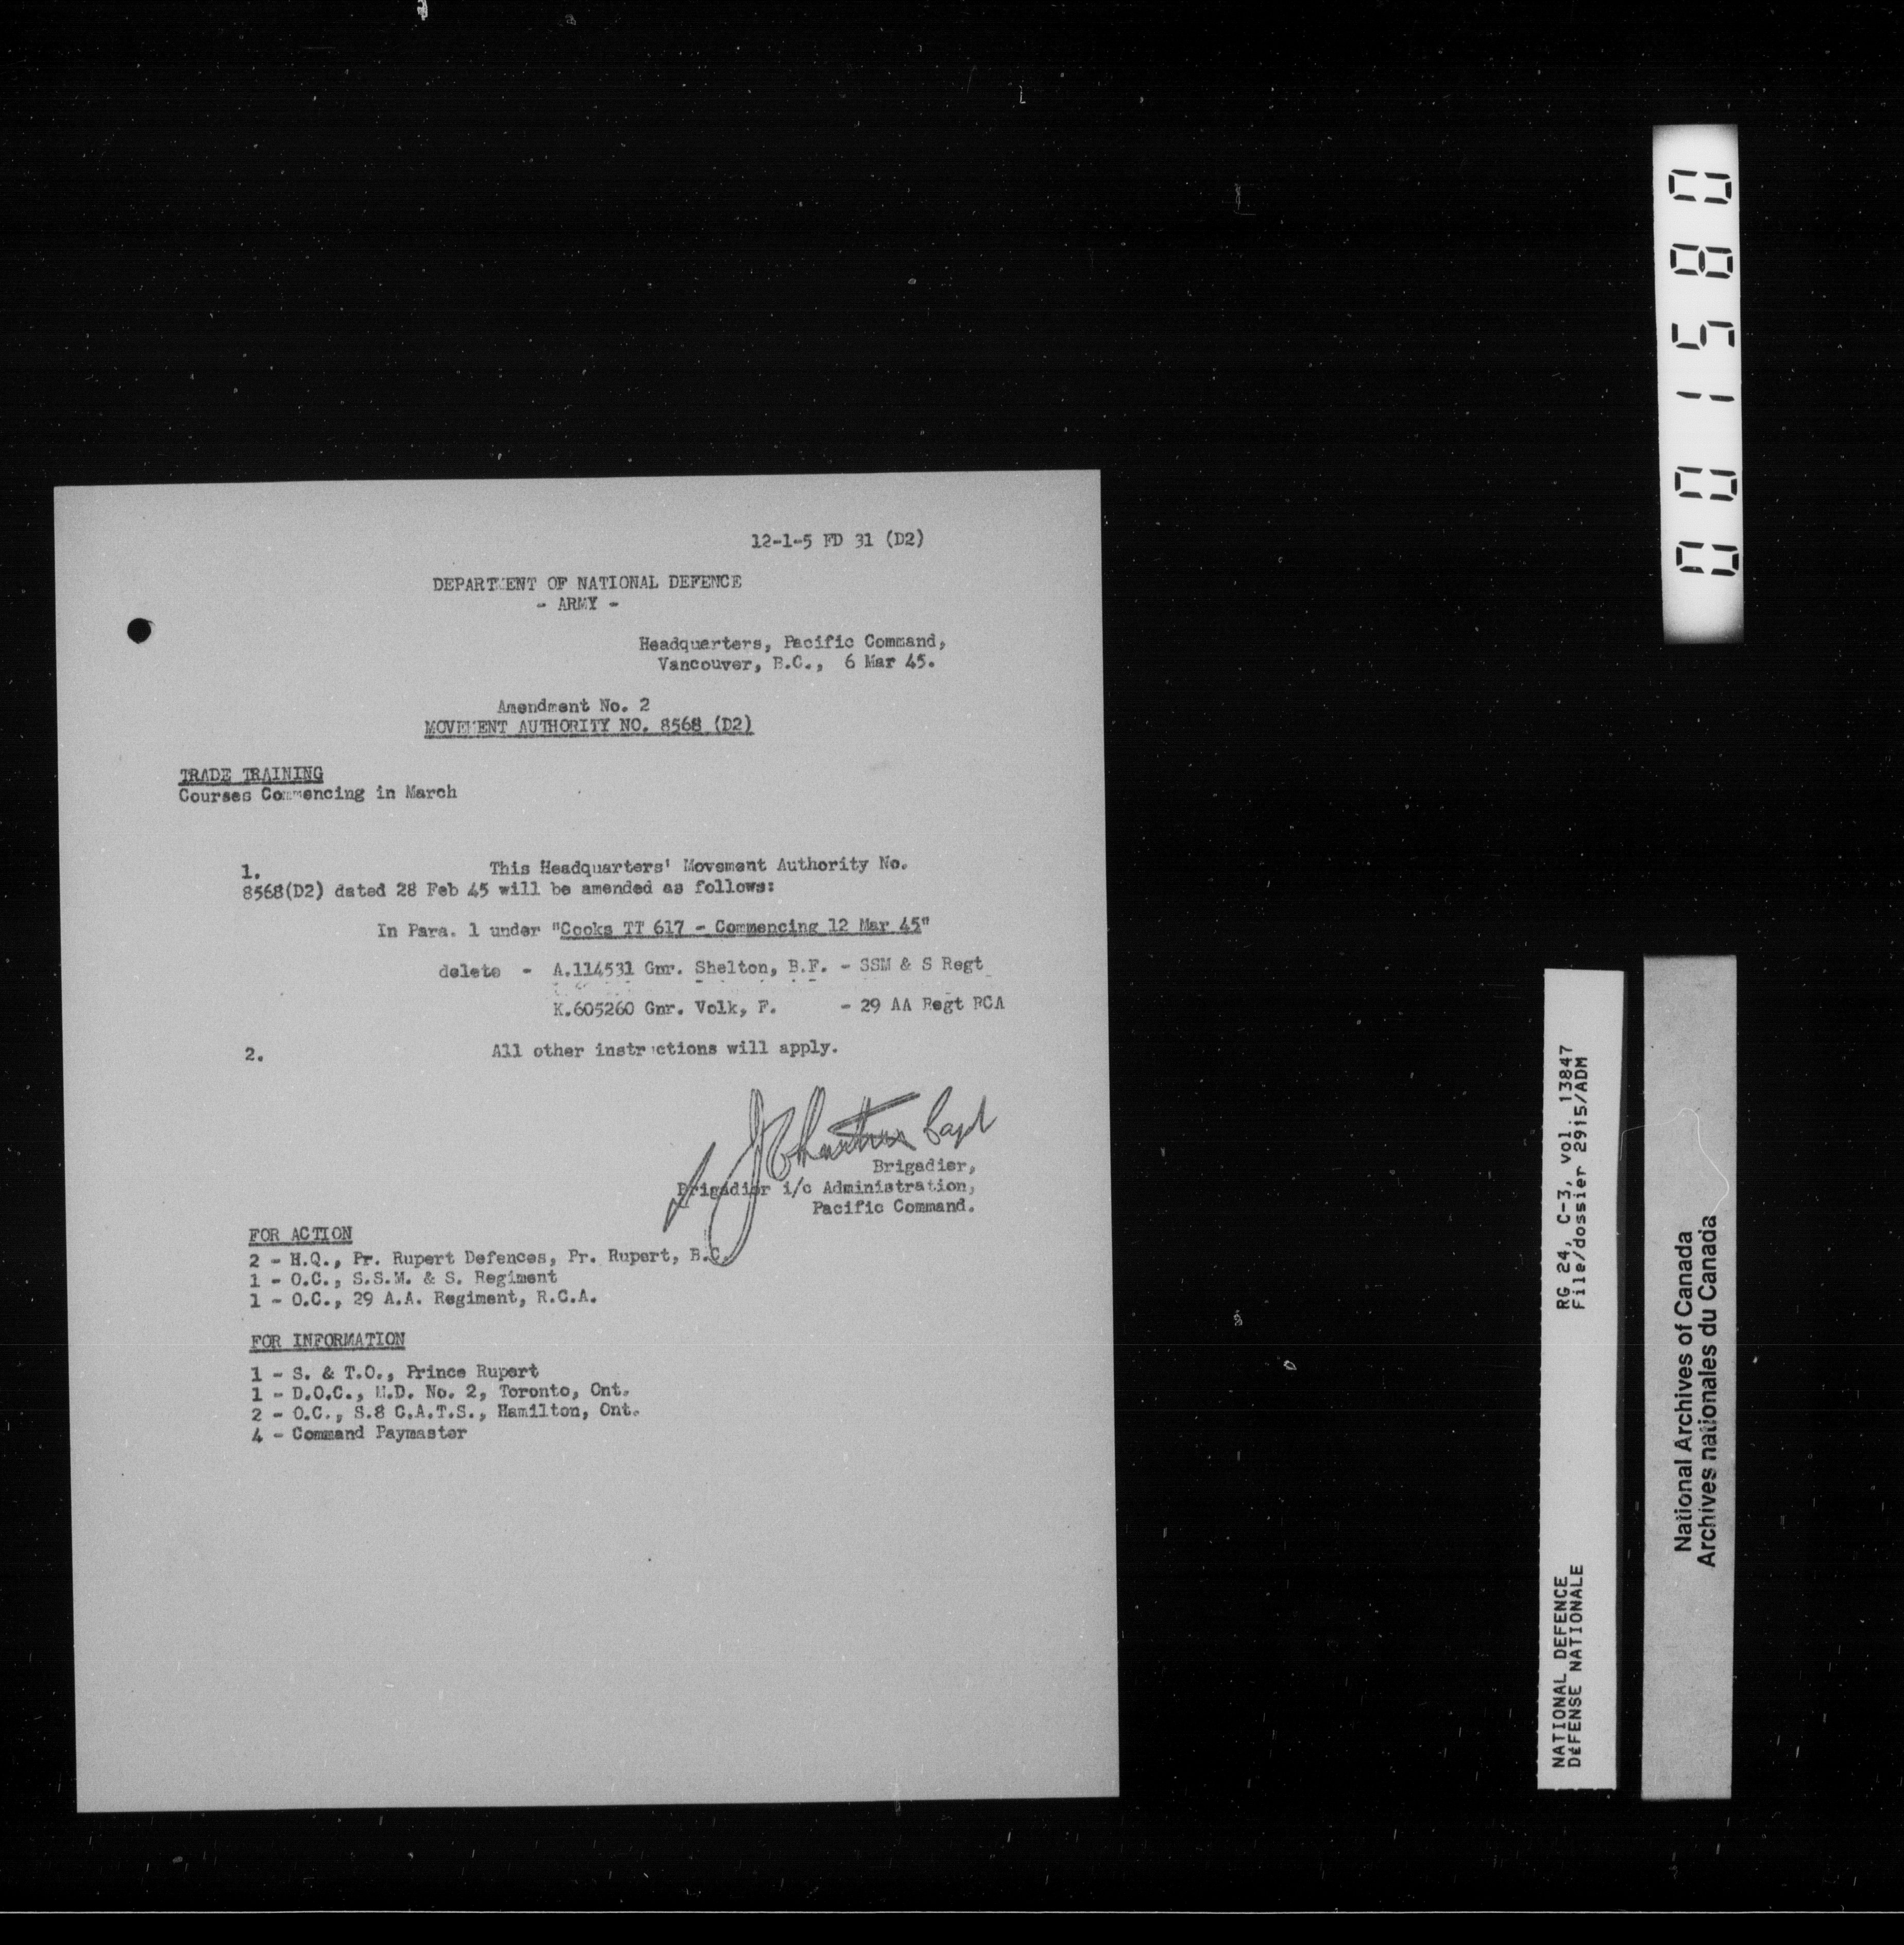 12-1-5 FD 31 (D2)
DEPARTMENT OF NATIONAL DEFENCE
- ARMY -
Headquarters, Pacific Command,
Vancouver, B.C., 6 Mar 45.
Amendment No. 2
MOVEMENT AUTHORITY NO. 8568 (D2)
TRADE TRAINING
Courses Commencing in March
1. This Headquarters' Movement Authority No.
8568(D2) dated 28 Feb 45 will be amended as follows:
In Para. 1 under "Cooks TT 617 - Commencing 12 Mar 45"
delete - A.114531 Gnr. Shelton, B.F. - SSM & S Regt
K.605260 Gnr. Volk, F. - 29 AA Regt RCA
2. All other instructions will apply.
Capt
Brigadier,
Brigadier i/c Administration,
Pacific Command.
FOR ACTION
2 - H.Q., Pr. Rupert Defences, Pr. Rupert, B.C.
1 - O.C., S.S.M. & S. Regiment
1 - O.C., 29 A.A. Regiment, R.C.A.
FOR INFORMATION
1 - S. & T.O., Prince Rupert
1 - D.O.C., M.D. No. 2, Toronto, Ont.
2 - O.C., S.8 C.A.T.S., Hamilton, Ont.
4 - Command Paymaster
001580
NATIONAL DEFENCE RG 24, C-3, vol. 13847
DÉFENSE NATIONALE File/dossier 2915/ADM
National Archives of Canada
Archives nationales du Canada